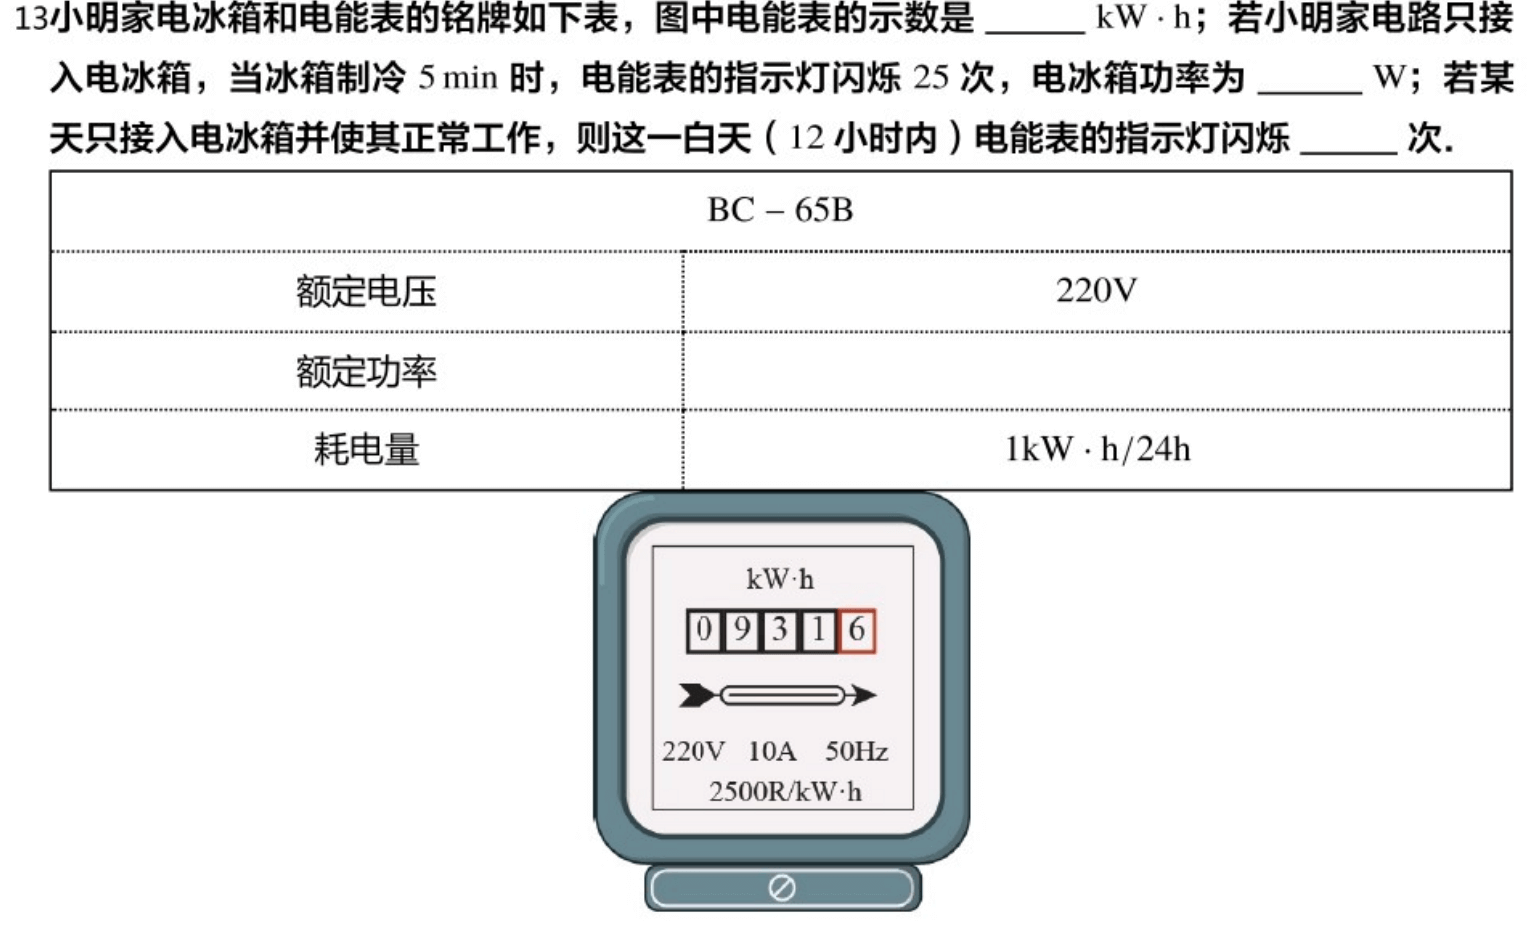 13小明家电冰箱和电能表的铭牌如下表，图中电能表的示数是 _____ kW · h；若小明家电路只接
入电冰箱，当冰箱制冷 5 min 时，电能表的指示灯闪烁 25 次，电冰箱功率为 _____ W；若某
天只接入电冰箱并使其正常工作，则这一白天（12 小时内）电能表的指示灯闪烁 _____ 次．
BC – 65B
额定电压 220V
额定功率
耗电量 1kW · h/24h
kW·h
0 9 3 1 6
220V 10A 50Hz
2500R/kW·h